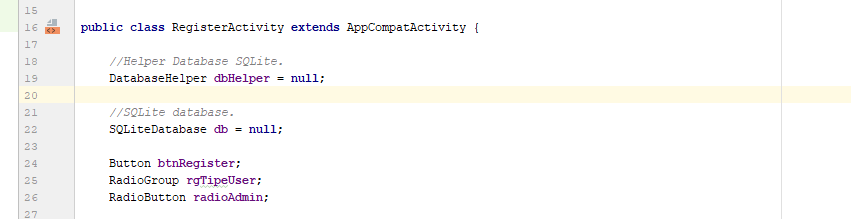 15
16 public class RegisterActivity extends AppCompatActivity {
17
18 //Helper Database SQLite.
19 DatabaseHelper dbHelper = null;
20
21 //SQLite database.
22 SQLiteDatabase db = null;
23
24 Button btnRegister;
25 RadioGroup rgTipeUser;
26 RadioButton radioAdmin;
27